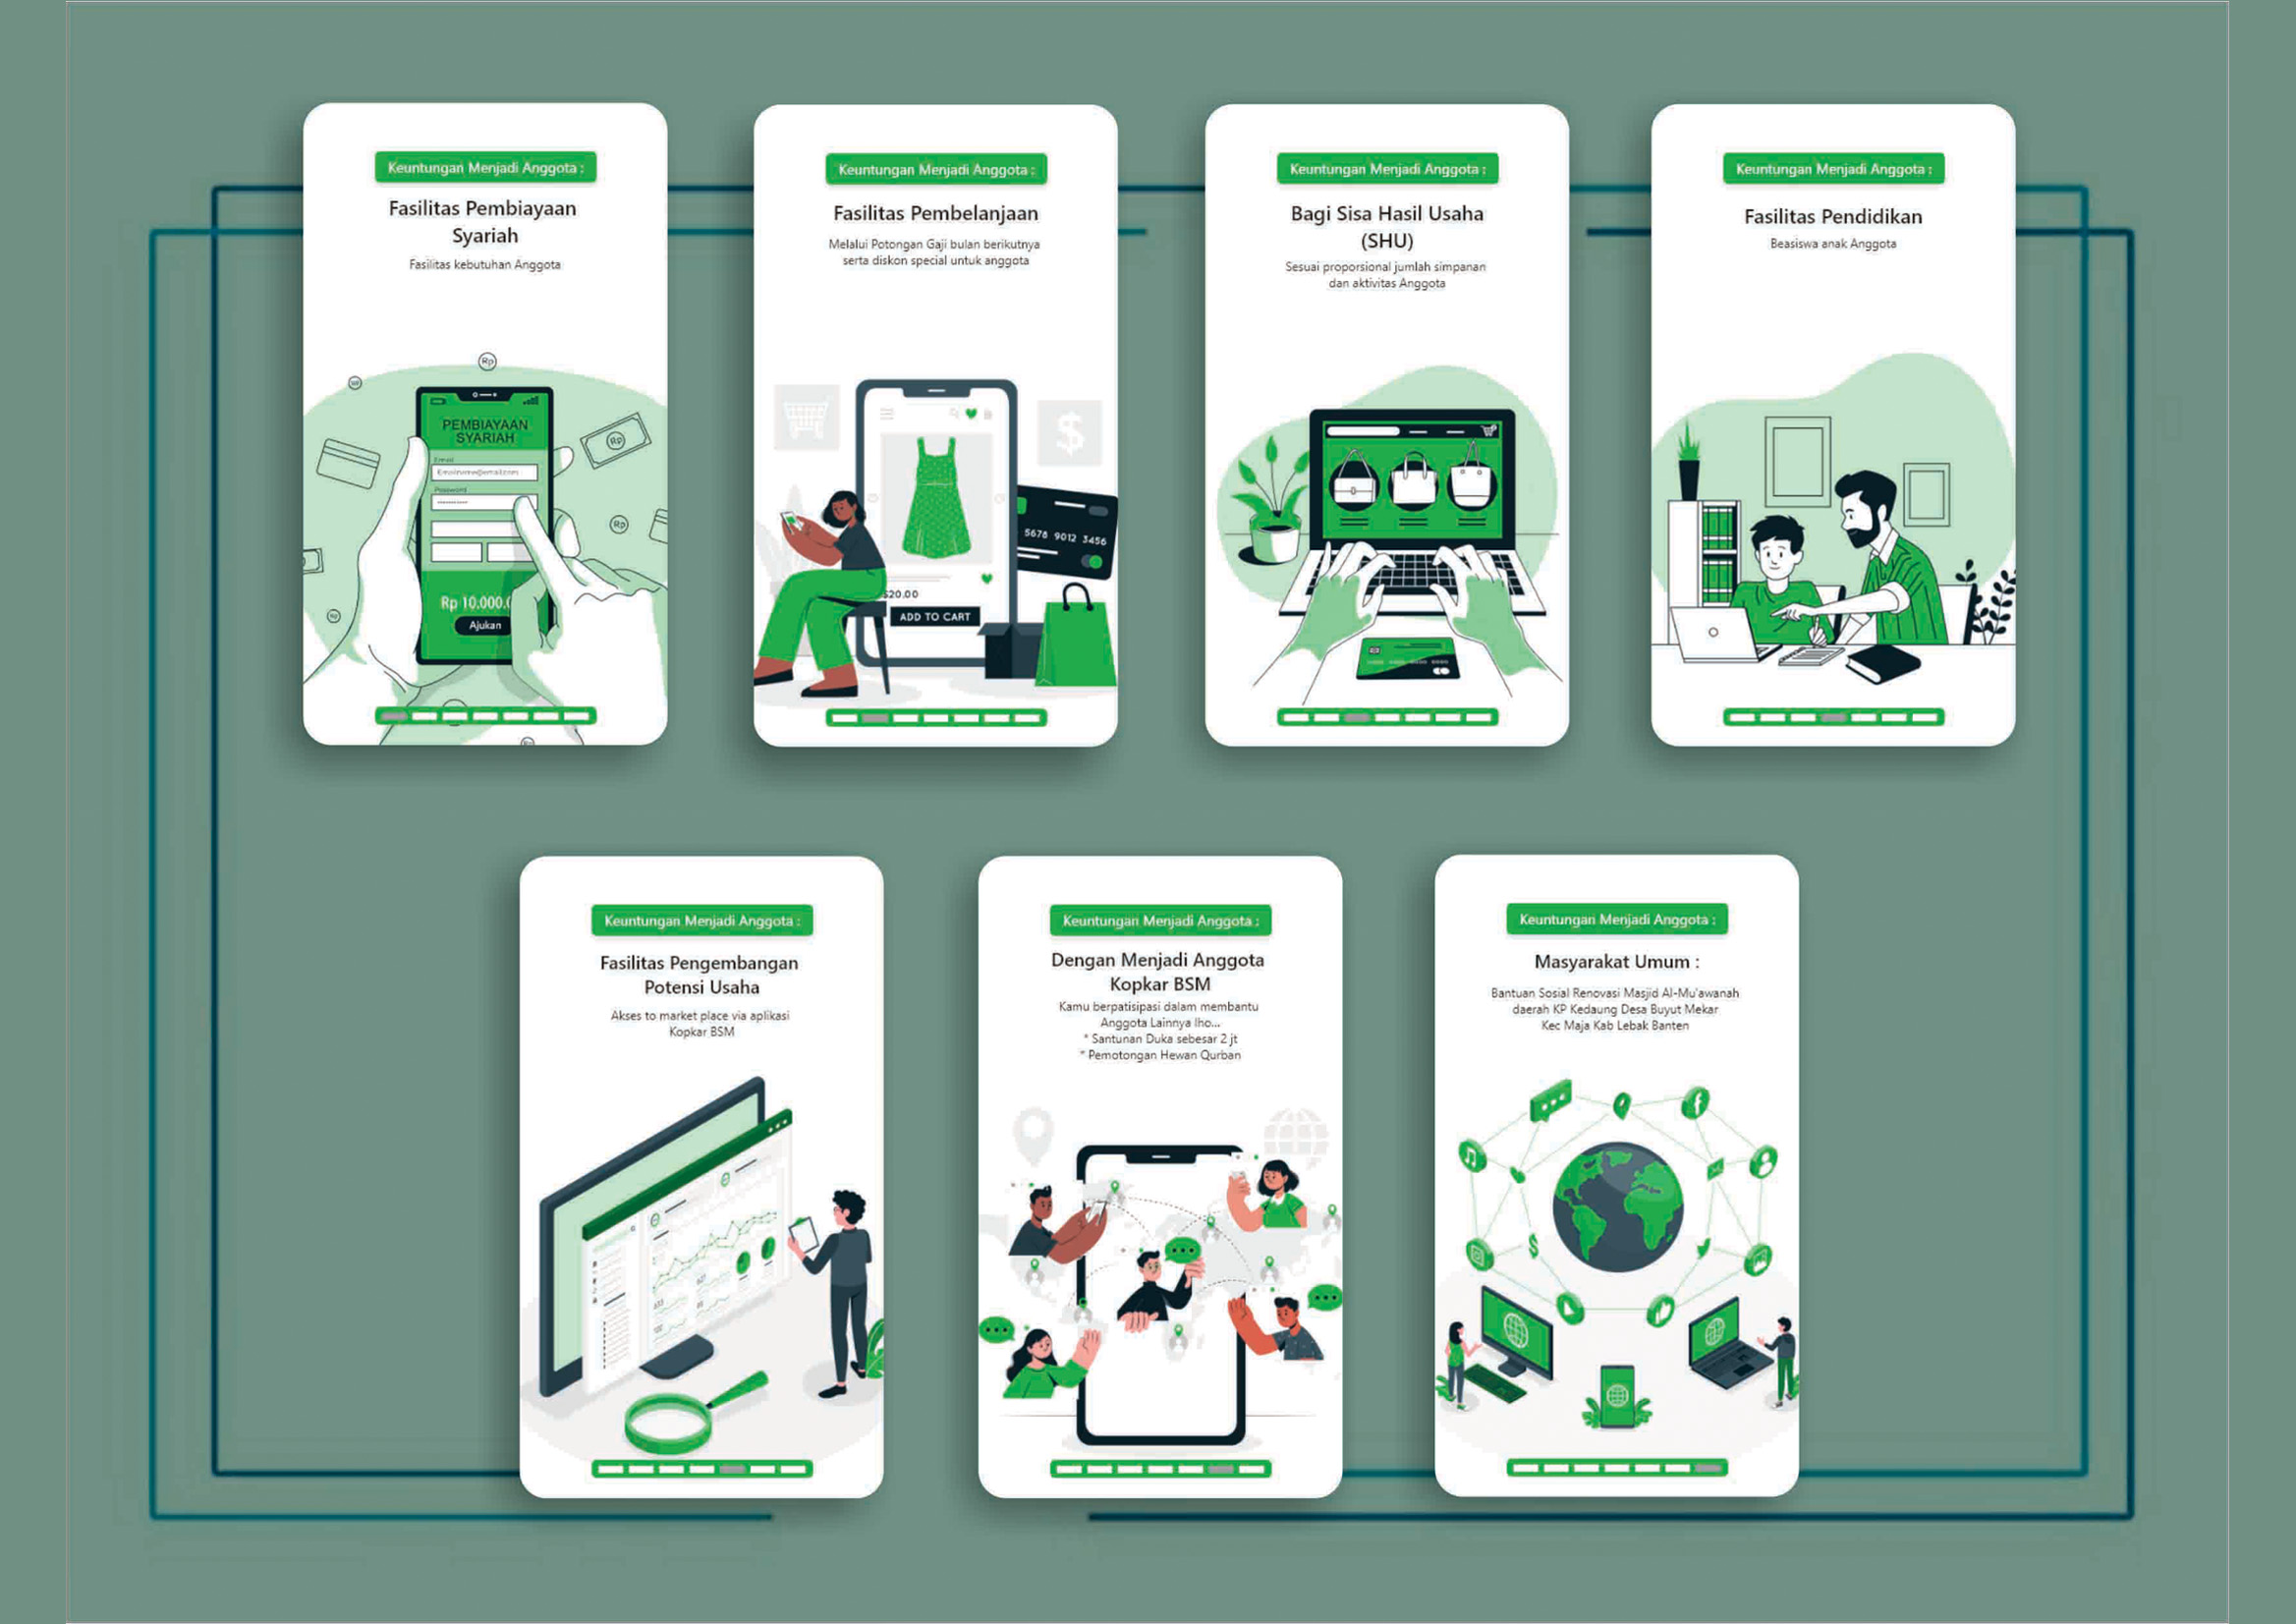 Keuntungan Menjadi Anggota :
Fasilitas Pembiayaan
Syariah
Fasilitas kebutuhan Anggota
Rp
PEMBIAYAAN
SYARIAH
Email
Password
Rp
Rp
Rp 10.000.0
Ajukan
Keuntungan Menjadi Anggota :
Fasilitas Pembelanjaan
Melalui Potongan Gaji bulan berikutnya
serta diskon special untuk anggota
$
5678 9012 3456
$20.00
ADD TO CART
Keuntungan Menjadi Anggota :
Bagi Sisa Hasil Usaha
(SHU)
Sesuai proporsional jumlah simpanan
dan aktivitas Anggota
Keuntungan Menjadi Anggota :
Fasilitas Pendidikan
Beasiswa anak Anggota
Keuntungan Menjadi Anggota :
Fasilitas Pengembangan
Potensi Usaha
Akses to market place via aplikasi
Kopkar BSM
Keuntungan Menjadi Anggota :
Dengan Menjadi Anggota
Kopkar BSM
Kamu berpatisipasi dalam membantu
Anggota Lainnya lho...
* Santunan Duka sebesar 2 jt
* Pemotongan Hewan Qurban
Keuntungan Menjadi Anggota :
Masyarakat Umum :
Bantuan Sosial Renovasi Masjid Al-Mu'awanah
daerah KP Kedaung Desa Buyut Mekar
Kec Maja Kab Lebak Banten